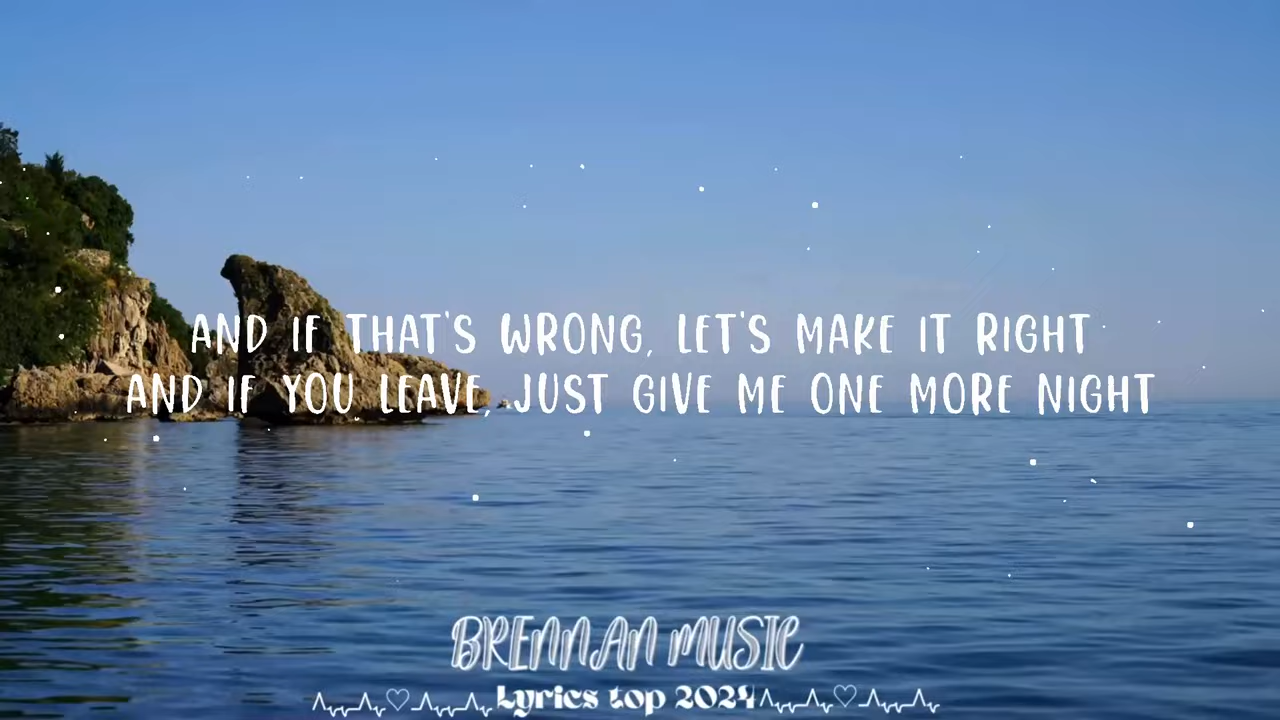 AND IF THAT'S WRONG, LET'S MAKE IT RIGHT
AND IF YOU LEAVE, JUST GIVE ME ONE MORE NIGHT
BRENNAN MUSIC
Lyrics top 2024